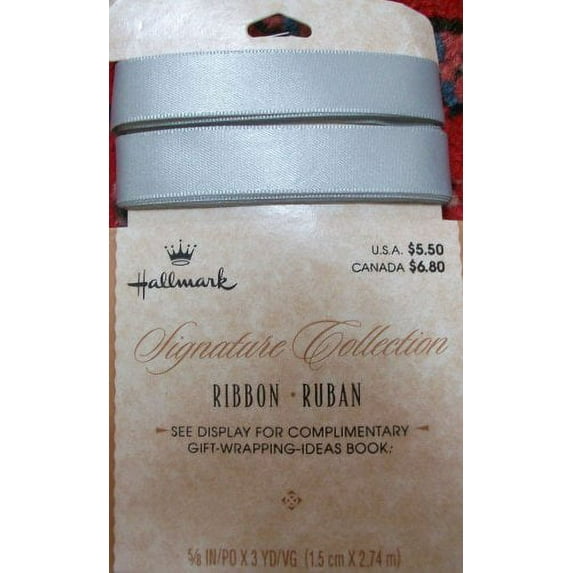 Hallmark
U.S.A. $5.50
CANADA $6.80
Signature Collection
RIBBON · RUBAN
SEE DISPLAY FOR COMPLIMENTARY
GIFT-WRAPPING-IDEAS BOOK.
5/8 IN/PO X 3 YD/VG (1.5 cm X 2.74 m)